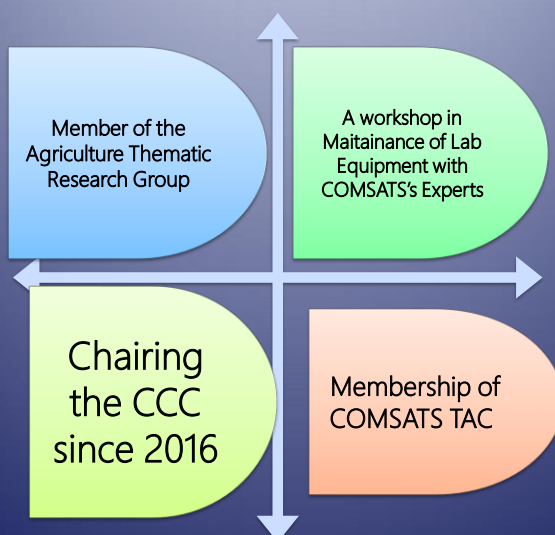 Member of the
Agriculture Thematic
Research Group
A workshop in
Maitainance of Lab
Equipment with
COMSATS's Experts
Chairing
the CCC
since 2016
Membership of
COMSATS TAC